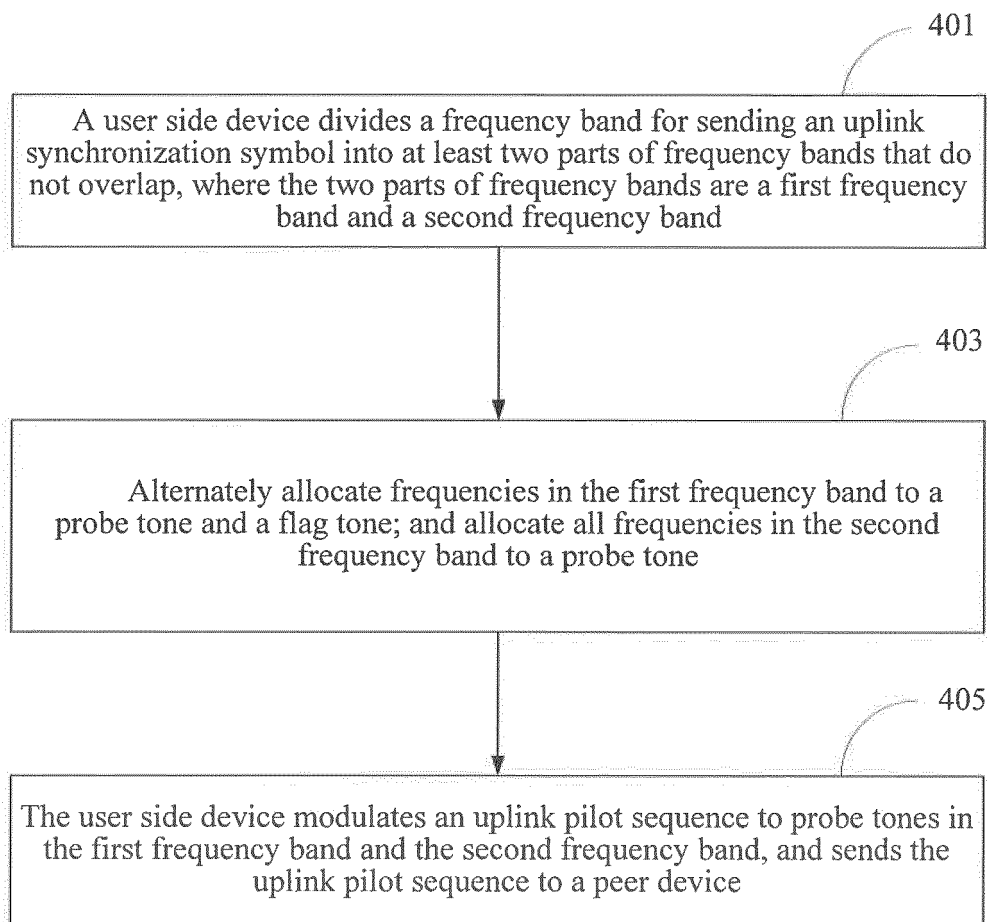 401
A user side device divides a frequency band for sending an uplink
synchronization symbol into at least two parts of frequency bands that do
not overlap, where the two parts of frequency bands are a first frequency
band and a second frequency band
403
Alternately allocate frequencies in the first frequency band to a
probe tone and a flag tone; and allocate all frequencies in the second
frequency band to a probe tone
405
The user side device modulates an uplink pilot sequence to probe tones in
the first frequency band and the second frequency band, and sends the
uplink pilot sequence to a peer device